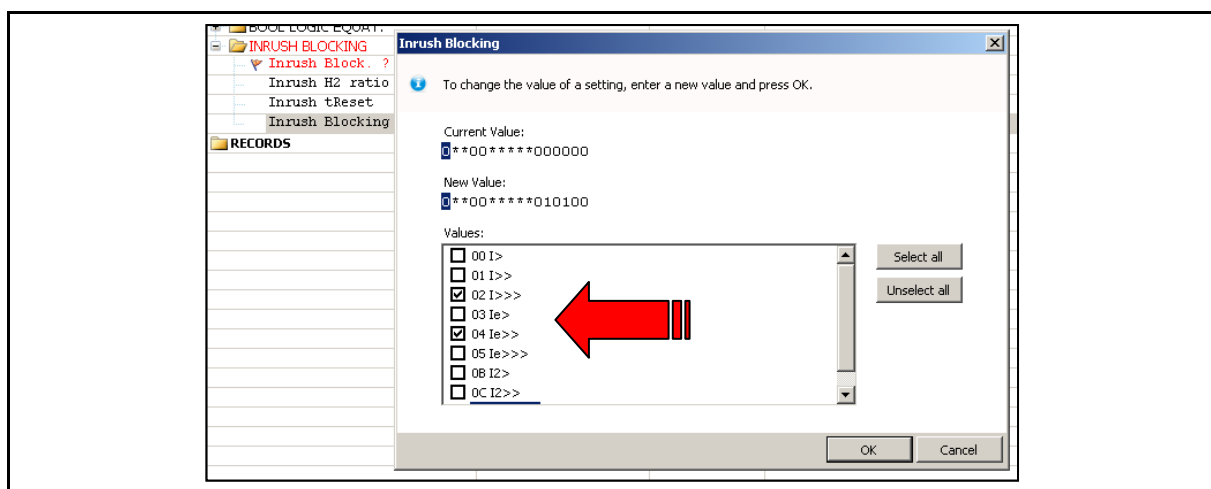 BOOL LOGIC EQUAT.
INRUSH BLOCKING
Inrush Block. ?
Inrush H2 ratio
Inrush tReset
Inrush Blocking
RECORDS
Inrush Blocking
To change the value of a setting, enter a new value and press OK.
Current Value:
0**00*****000000
New Value:
0**00*****010100
Values:
00 I>
01 I>>
02 I>>>
03 Ie>
04 Ie>>
05 Ie>>>
0B I2>
0C I2>>
Select all
Unselect all
OK
Cancel